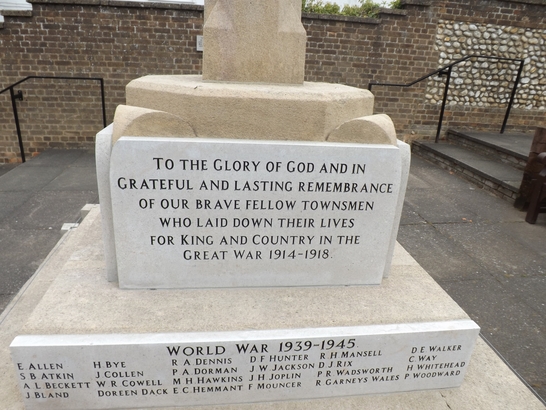 TO THE GLORY OF GOD AND IN
GRATEFUL AND LASTING REMEMBRANCE
OF OUR BRAVE FELLOW TOWNSMEN
WHO LAID DOWN THEIR LIVES
FOR KING AND COUNTRY IN THE
GREAT WAR 1914-1918.
WORLD WAR 1939-1945
E ALLEN H BYE R A DENNIS D F HUNTER R H MANSELL D E WALKER
S B ATKIN J COLLEN P A DORMAN J W JACKSON D J RIX C WAY
A L BECKETT W R COWELL M H HAWKINS J H JOPLIN P R WADSWORTH H WHITEHEAD
J BLAND DOREEN DACK E C HEMMANT F MOUNCER R GARNEYS WALES P WOODWARD